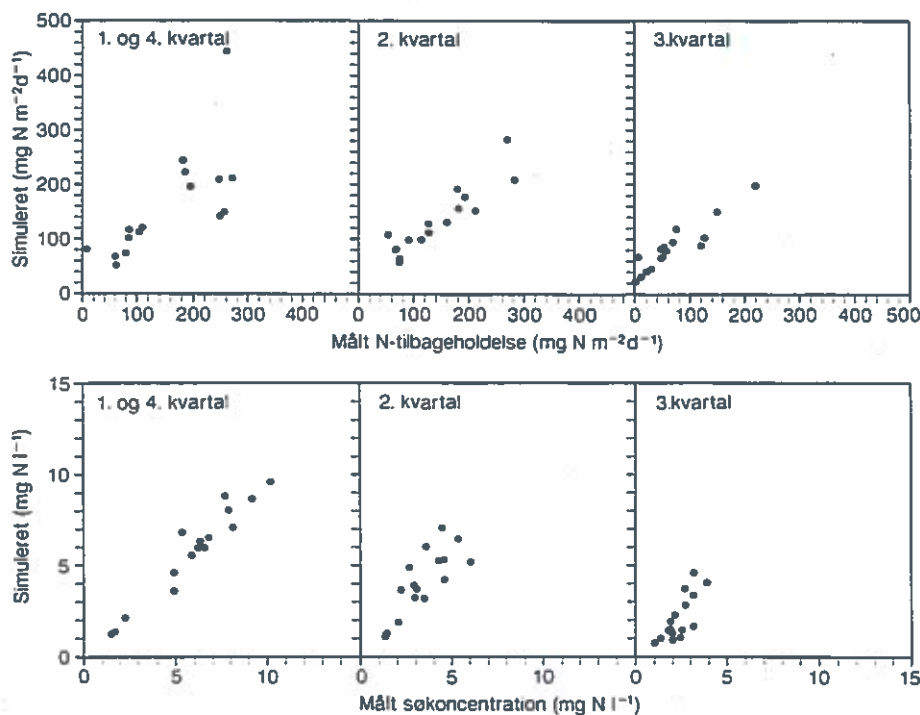 500
400
300
200
100
0
Simuleret (mg N m⁻²d⁻¹)
1. og 4. kvartal
2. kvartal
3.kvartal
0 100 200 300 400 0 100 200 300 400 0 100 200 300 400 500
Målt N-tilbageholdelse (mg N m⁻²d⁻¹)
15
10
5
0
Simuleret (mg N l⁻¹)
1. og 4. kvartal
2. kvartal
3.kvartal
0 5 10 0 5 10 0 5 10 15
Målt søkoncentration (mg N l⁻¹)